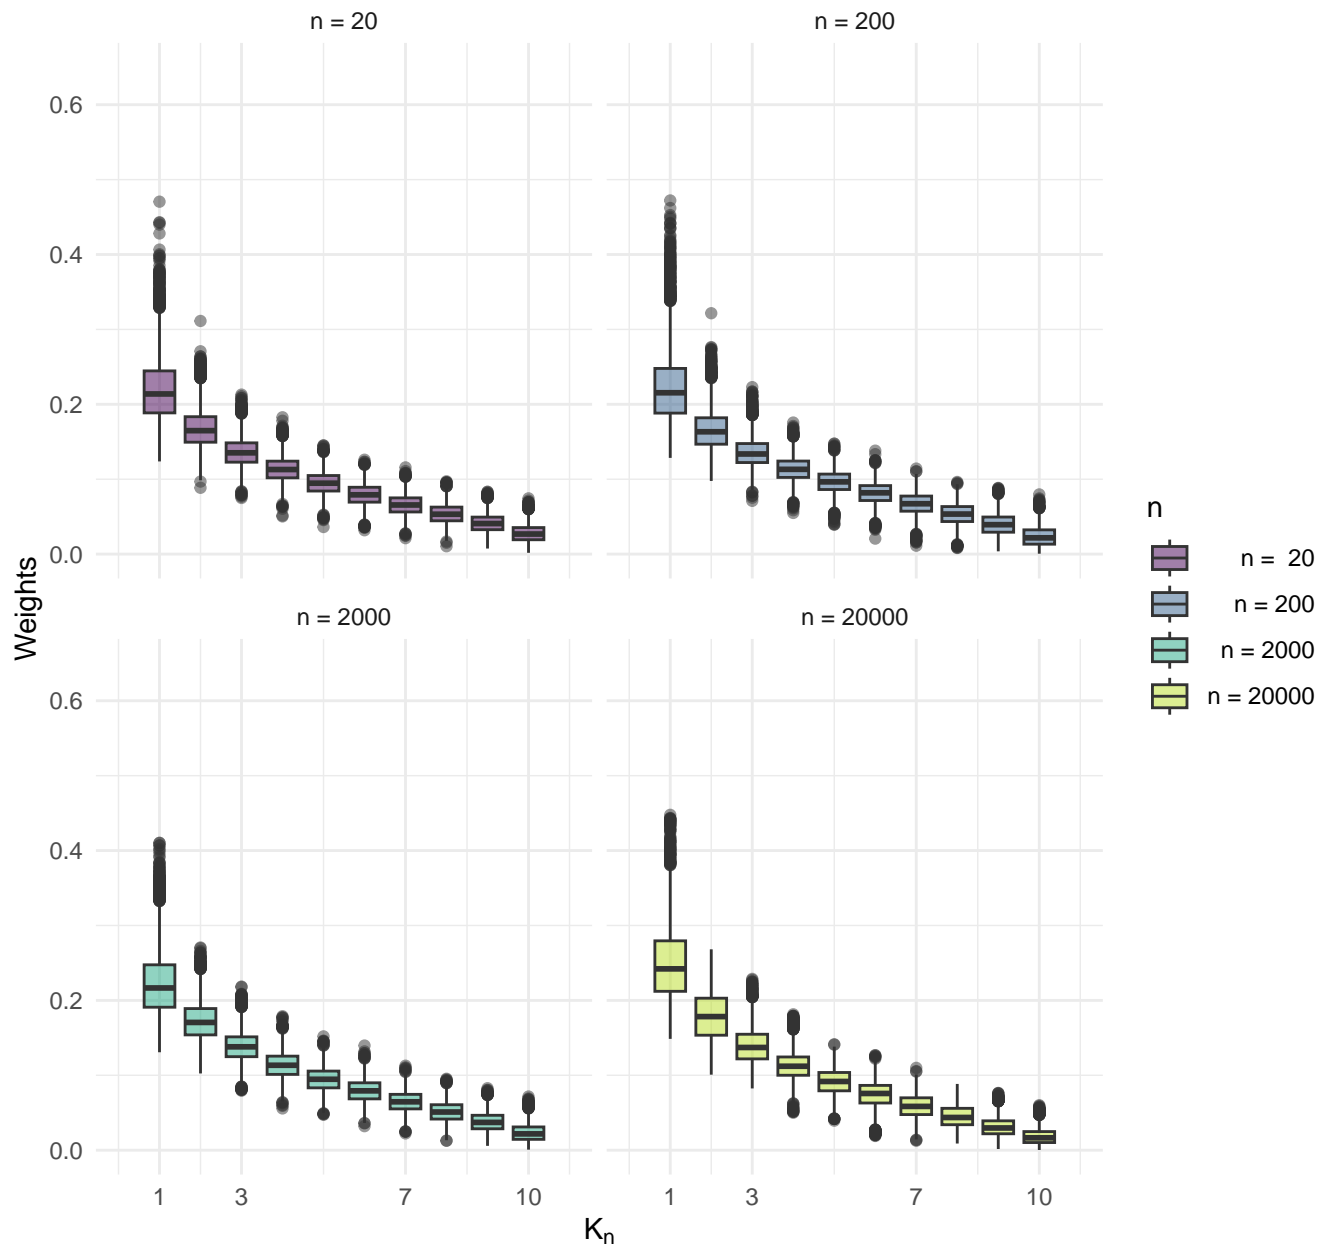 n = 20
n = 200
0.6
0.4
0.2
0.0
n = 2000
n = 20000
0.6
0.4
0.2
0.0
1 3 7 10
1 3 7 10
Weights
Kn
n
n = 20
n = 200
n = 2000
n = 20000